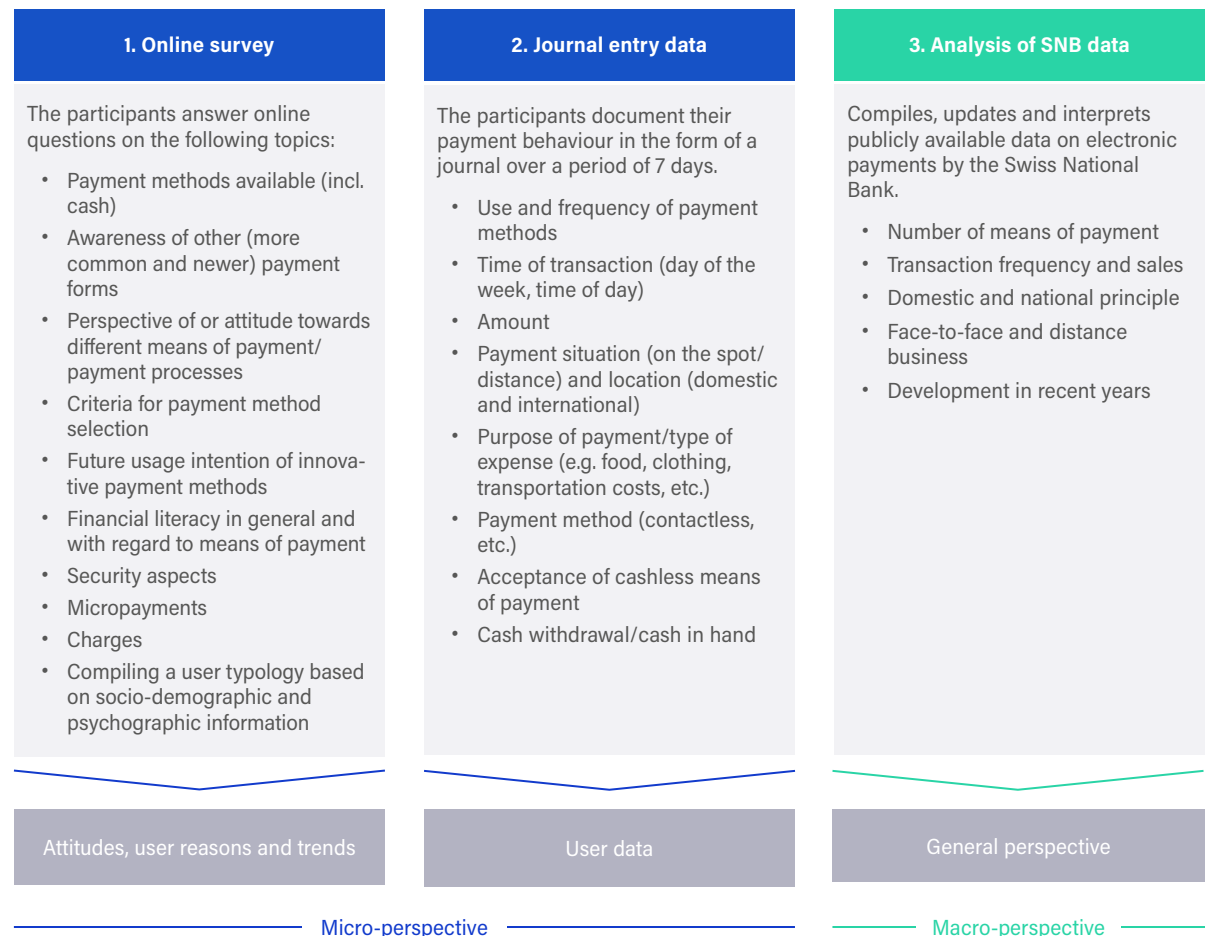 1. Online survey
The participants answer online
questions on the following topics:
• Payment methods available (incl.
cash)
• Awareness of other (more
common and newer) payment
forms
• Perspective of or attitude towards
different means of payment/
payment processes
• Criteria for payment method
selection
• Future usage intention of innova-
tive payment methods
• Financial literacy in general and
with regard to means of payment
• Security aspects
• Micropayments
• Charges
• Compiling a user typology based
on socio-demographic and
psychographic information
Attitudes, user reasons and trends
2. Journal entry data
The participants document their
payment behaviour in the form of a
journal over a period of 7 days.
• Use and frequency of payment
methods
• Time of transaction (day of the
week, time of day)
• Amount
• Payment situation (on the spot/
distance) and location (domestic
and international)
• Purpose of payment/type of
expense (e.g. food, clothing,
transportation costs, etc.)
• Payment method (contactless,
etc.)
• Acceptance of cashless means
of payment
• Cash withdrawal/cash in hand
User data
3. Analysis of SNB data
Compiles, updates and interprets
publicly available data on electronic
payments by the Swiss National
Bank.
• Number of means of payment
• Transaction frequency and sales
• Domestic and national principle
• Face-to-face and distance
business
• Development in recent years
General perspective
Micro-perspective
Macro-perspective